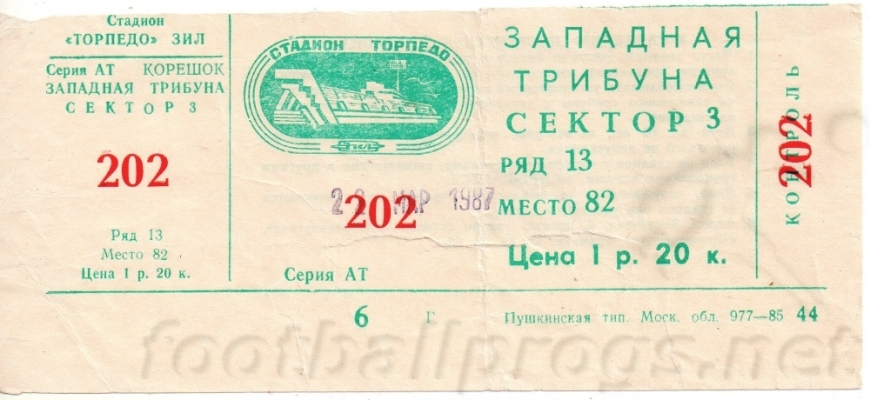 Стадион
«ТОРПЕДО» ЗИЛ
Серия АТ КОРЕШОК
ЗАПАДНАЯ ТРИБУНА
СЕКТОР 3
202
Ряд 13
Место 82
Цена 1 р. 20 к.
СТАДИОН ТОРПЕДО
ЗИЛ
МАР 1987
202
Серия АТ
6 Г
ЗАПАДНАЯ
ТРИБУНА
СЕКТОР 3
РЯД 13
МЕСТО 82
Цена 1 р. 20 к.
Пушкинская тип. Моск. обл. 977—85 44
КОНТРОЛЬ
202
footballprogs.net